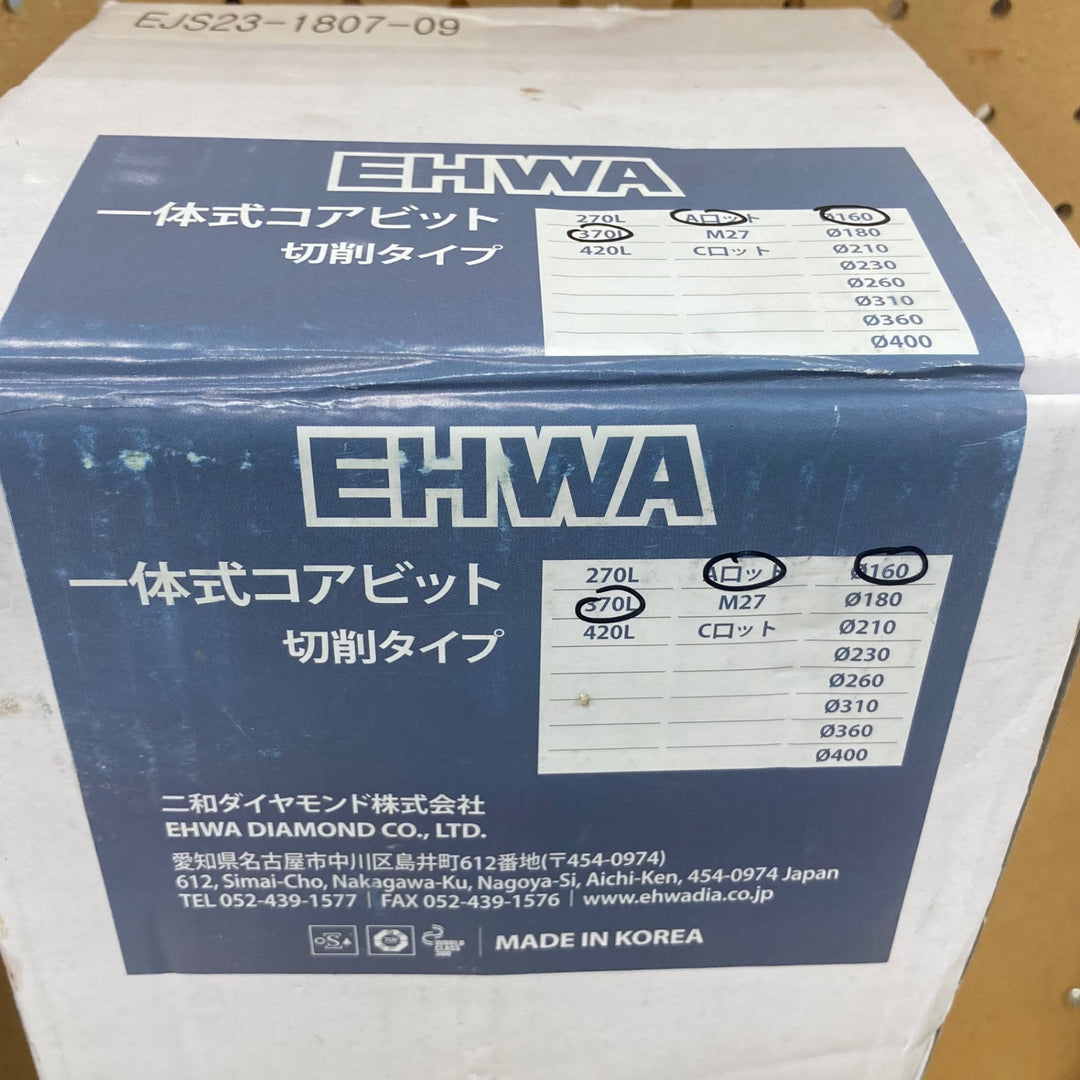 EJS23-1807-09
EHWA
一体式コアビット
切削タイプ
270L Aロット Ø160
370L M27 Ø180
420L Cロット Ø210
Ø230
Ø260
Ø310
Ø360
Ø400
EHWA
一体式コアビット
切削タイプ
270L Aロット Ø160
370L M27 Ø180
420L Cロット Ø210
Ø230
Ø260
Ø310
Ø360
Ø400
二和ダイヤモンド株式会社
EHWA DIAMOND CO., LTD.
愛知県名古屋市中川区島井町612番地(〒454-0974)
612, Simai-Cho, Nakagawa-Ku, Nagoya-Si, Aichi-Ken, 454-0974 Japan
TEL 052-439-1577 | FAX 052-439-1576 | www.ehwadia.co.jp
S WORLD CLASS 300 | MADE IN KOREA